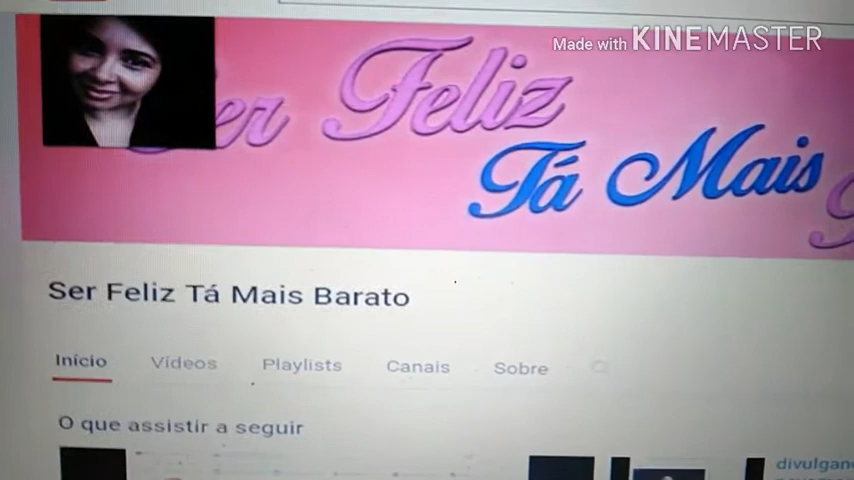 Made with KINEMASTER
Ser Feliz
Tá Mais
Ser Feliz Tá Mais Barato
Início Vídeos Playlists Canais Sobre
O que assistir a seguir